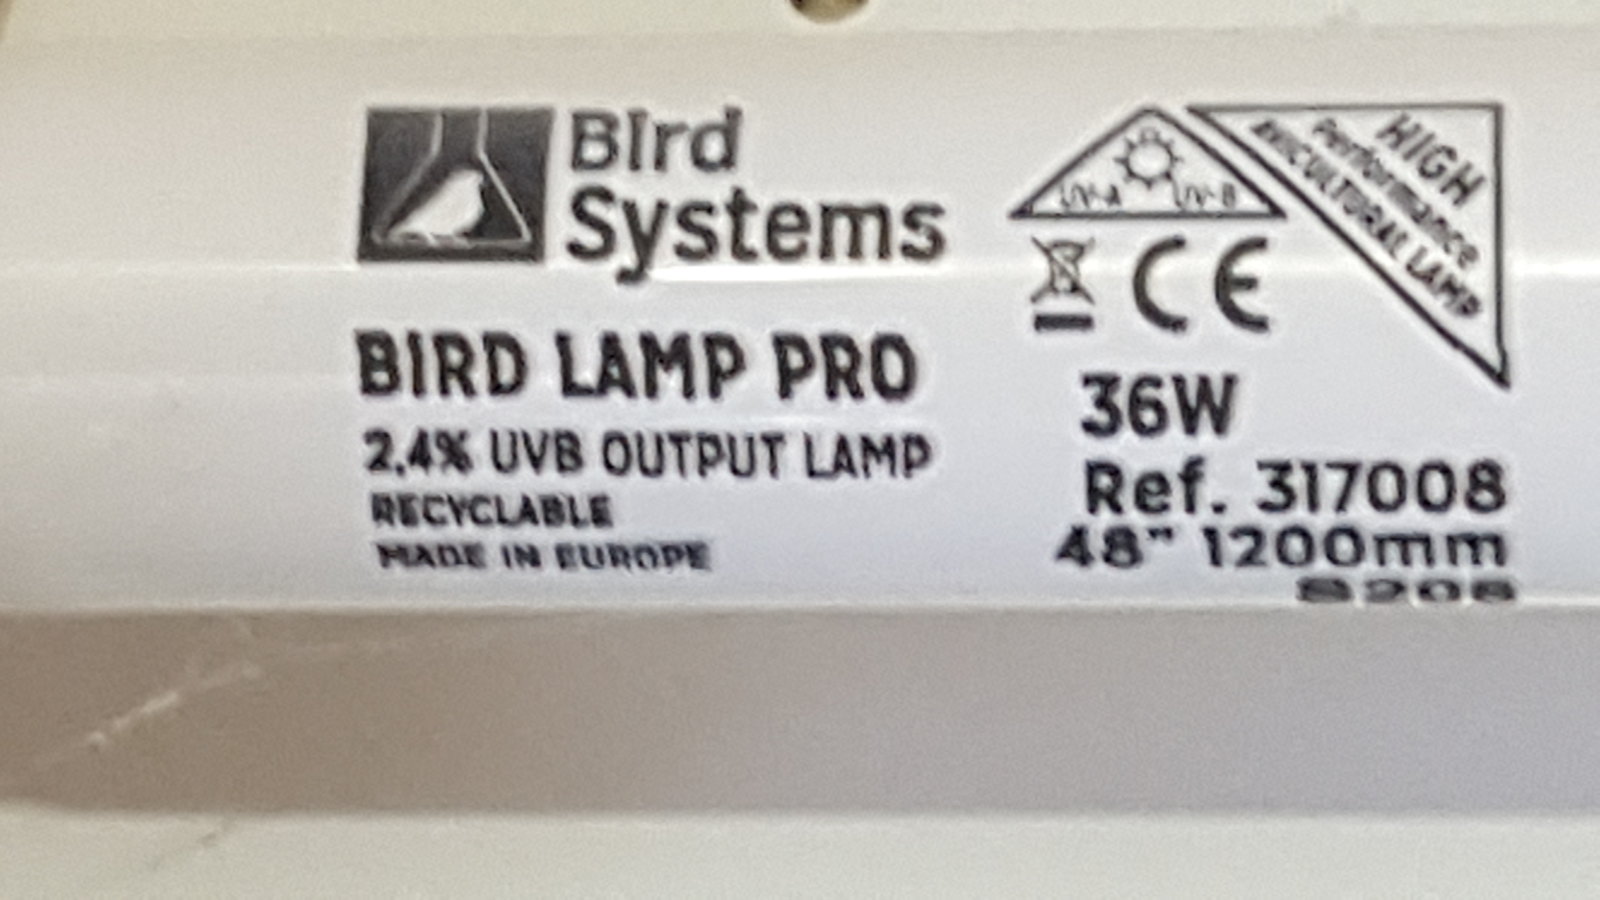 Bird
Systems
BIRD LAMP PRO
2.4% UVB OUTPUT LAMP
RECYCLABLE
MADE IN EUROPE
UV-A UV-B
HIGH
Performance
AVICULTURAL LAMP
CE
36W
Ref. 317008
48" 1200mm